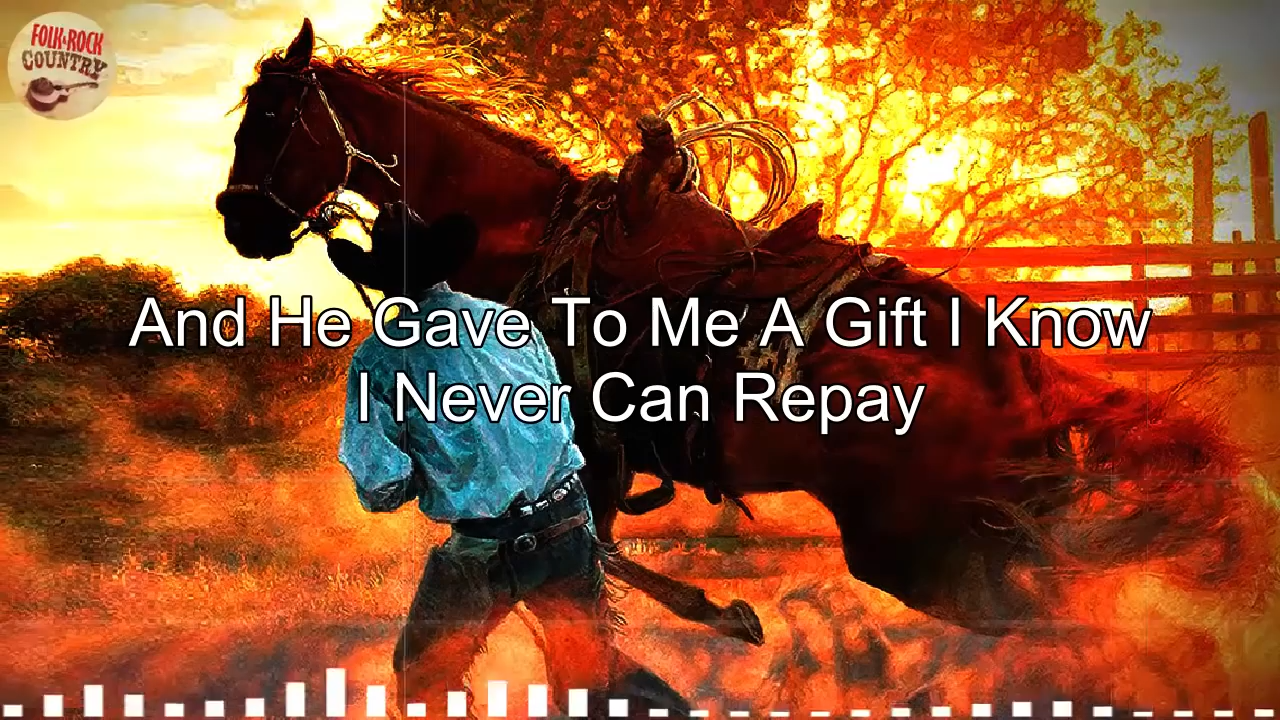 FOLK & ROCK
COUNTRY
And He Gave To Me A Gift I Know
I Never Can Repay